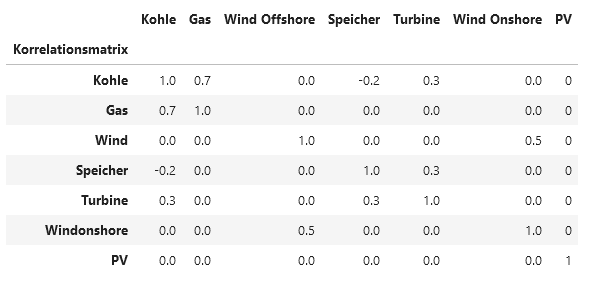 Kohle Gas Wind Offshore Speicher Turbine Wind Onshore PV
Korrelationsmatrix
Kohle 1.0 0.7 0.0 -0.2 0.3 0.0 0
Gas 0.7 1.0 0.0 0.0 0.0 0.0 0
Wind 0.0 0.0 1.0 0.0 0.0 0.5 0
Speicher -0.2 0.0 0.0 1.0 0.3 0.0 0
Turbine 0.3 0.0 0.0 0.3 1.0 0.0 0
Windonshore 0.0 0.0 0.5 0.0 0.0 1.0 0
PV 0.0 0.0 0.0 0.0 0.0 0.0 1